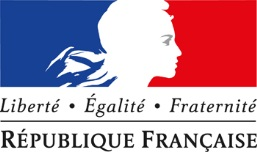 Liberté • Égalité • Fraternité
RÉPUBLIQUE FRANÇAISE